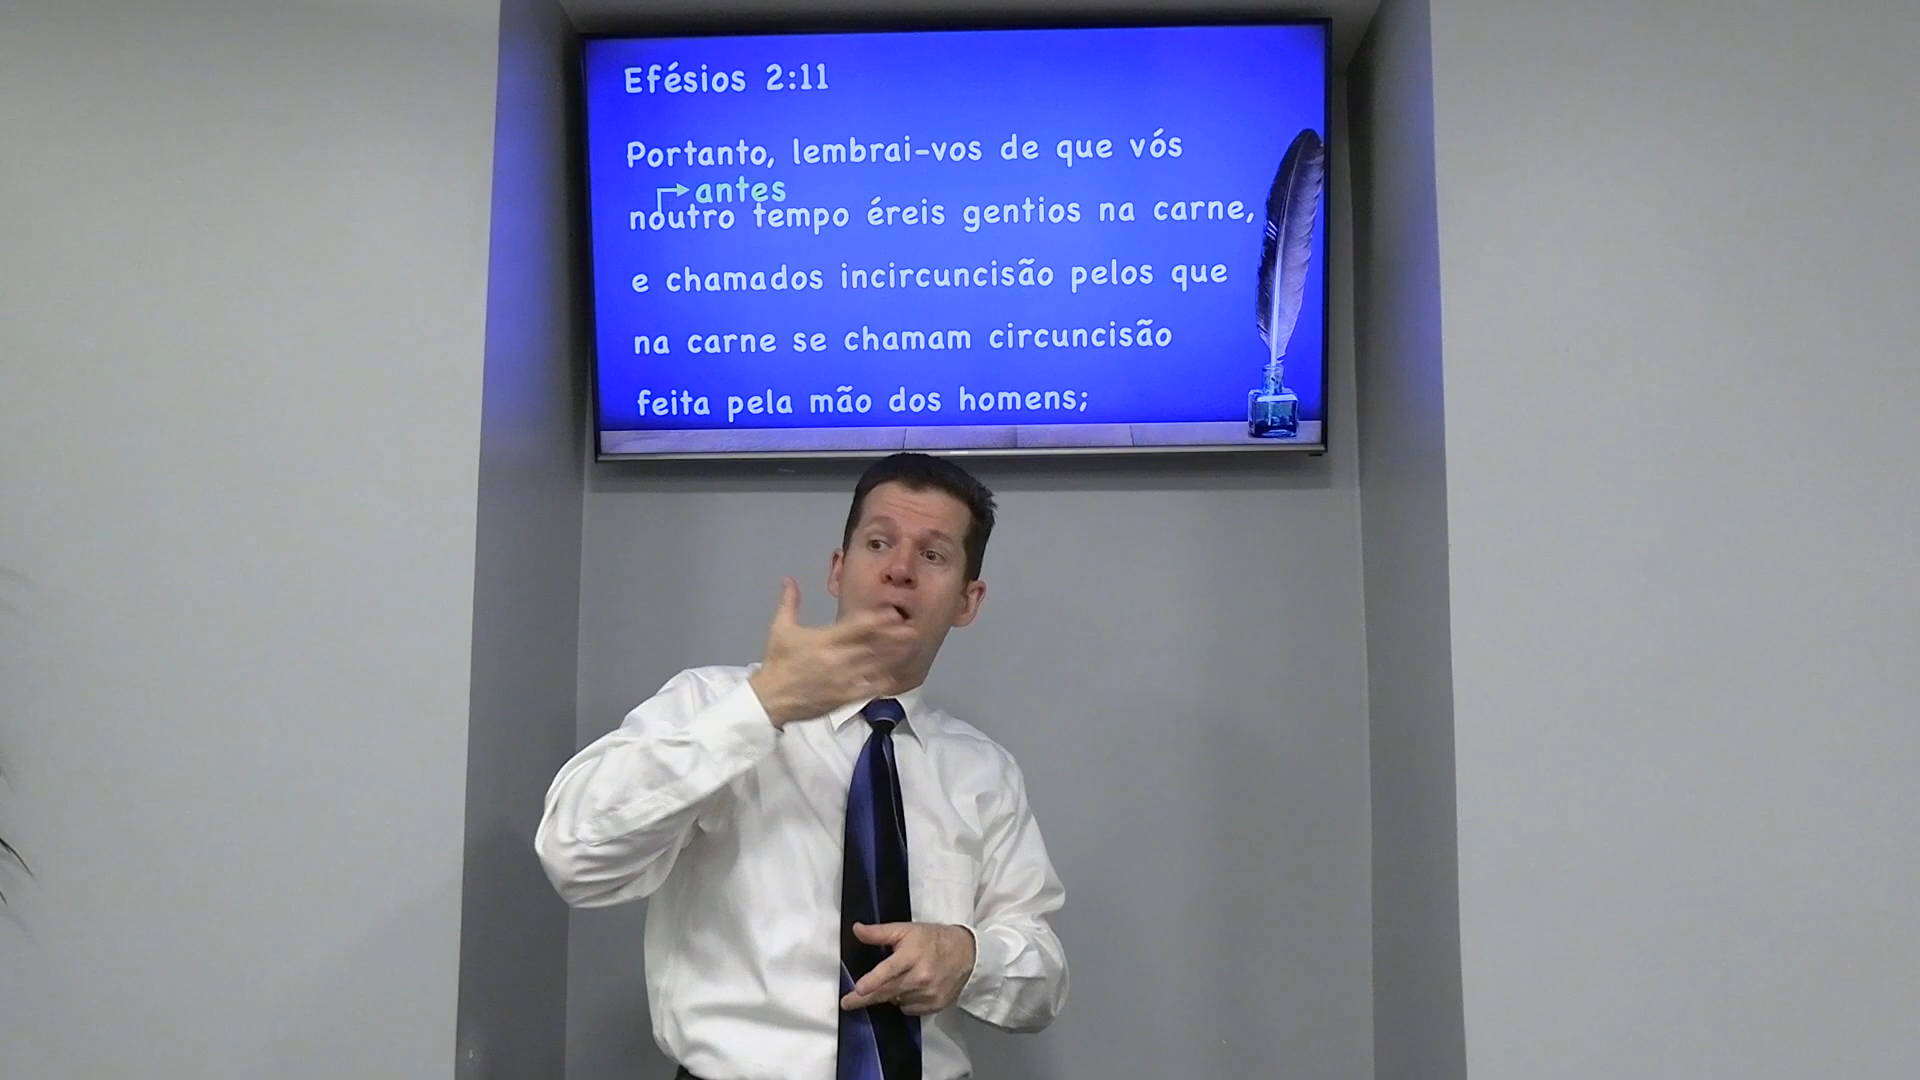 Efésios 2:11
Portanto, lembrai-vos de que vós
antes
noutro tempo éreis gentios na carne,
e chamados incircuncisão pelos que
na carne se chamam circuncisão
feita pela mão dos homens;